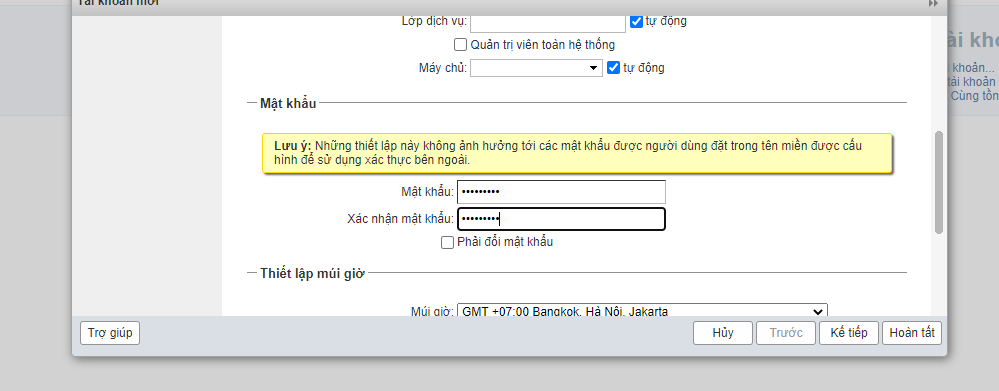 Tài khoản mới
Lớp dịch vụ: tự động
Quản trị viên toàn hệ thống
Máy chủ: tự động
Mật khẩu
Lưu ý: Những thiết lập này không ảnh hưởng tới các mật khẩu được người dùng đặt trong tên miền được cấu
hình để sử dụng xác thực bên ngoài.
Mật khẩu: •••••••••
Xác nhận mật khẩu: •••••••••
Phải đổi mật khẩu
Thiết lập múi giờ
Múi giờ: GMT +07:00 Bangkok, Hà Nội, Jakarta
Trợ giúp Hủy Trước Kế tiếp Hoàn tất
khoản...
tài khoản
Cùng tồn